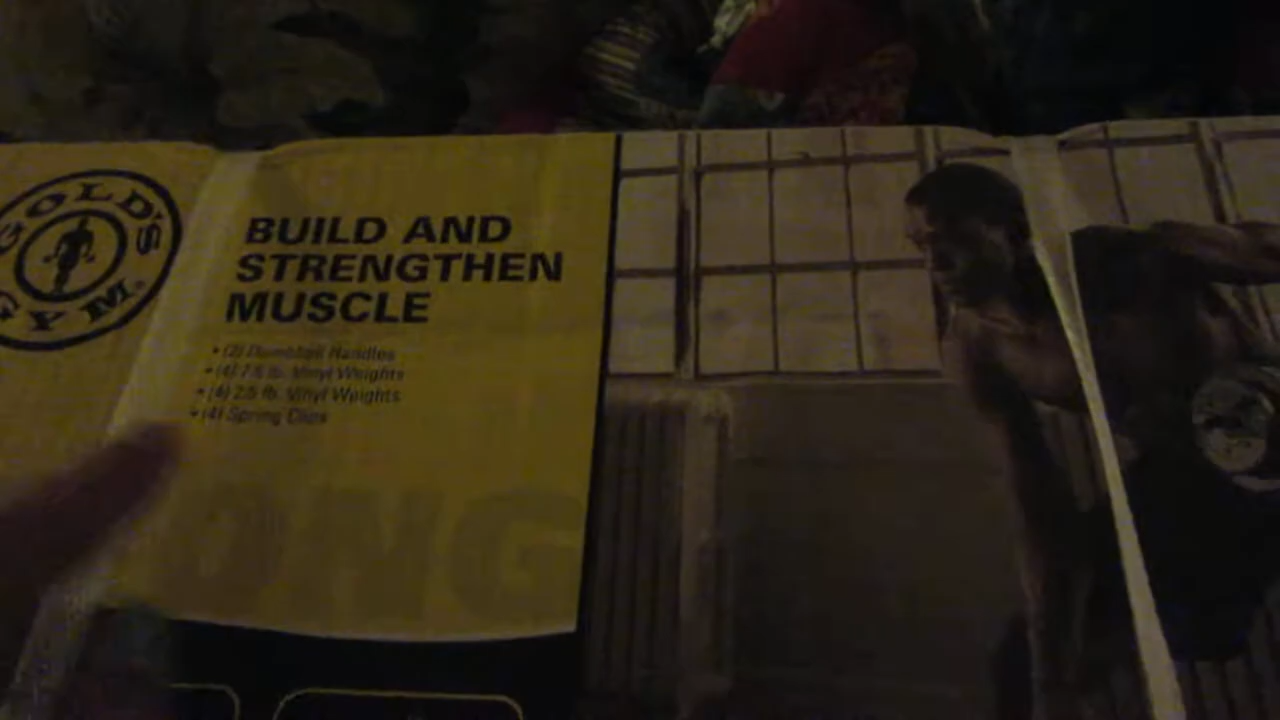 GOLD'S
GYM®
BUILD AND
STRENGTHEN
MUSCLE
• (2) Dumbbell Handles
• (4) 7.5 lb. Vinyl Weights
• (4) 2.5 lb. Vinyl Weights
• (4) Spring Clips
ONG